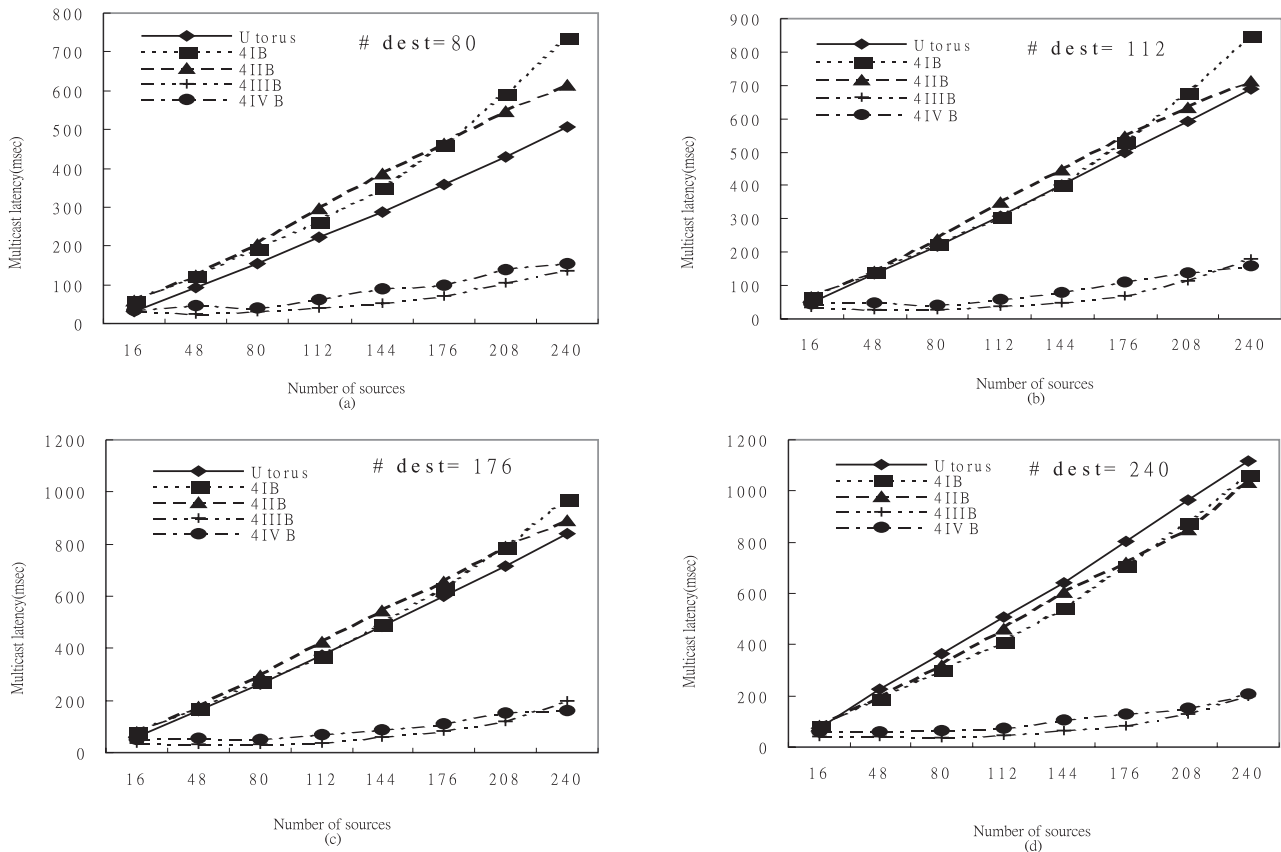 # dest=80
U torus
4IB
4IIB
4IIIB
4IV B
Multicast latency(msec)
800
700
600
500
400
300
200
100
0
16 48 80 112 144 176 208 240
Number of sources
(a)
# dest= 112
U torus
4IB
4IIB
4IIIB
4IV B
Multicast latency(msec)
900
800
700
600
500
400
300
200
100
0
16 48 80 112 144 176 208 240
Number of sources
(b)
# dest= 176
U torus
4IB
4IIB
4IIIB
4IV B
Multicast latency(msec)
1200
1000
800
600
400
200
0
16 48 80 112 144 176 208 240
Number of sources
(c)
# dest= 240
U torus
4IB
4IIB
4IIIB
4IV B
Multicast latency(msec)
1200
1000
800
600
400
200
0
16 48 80 112 144 176 208 240
Number of sources
(d)